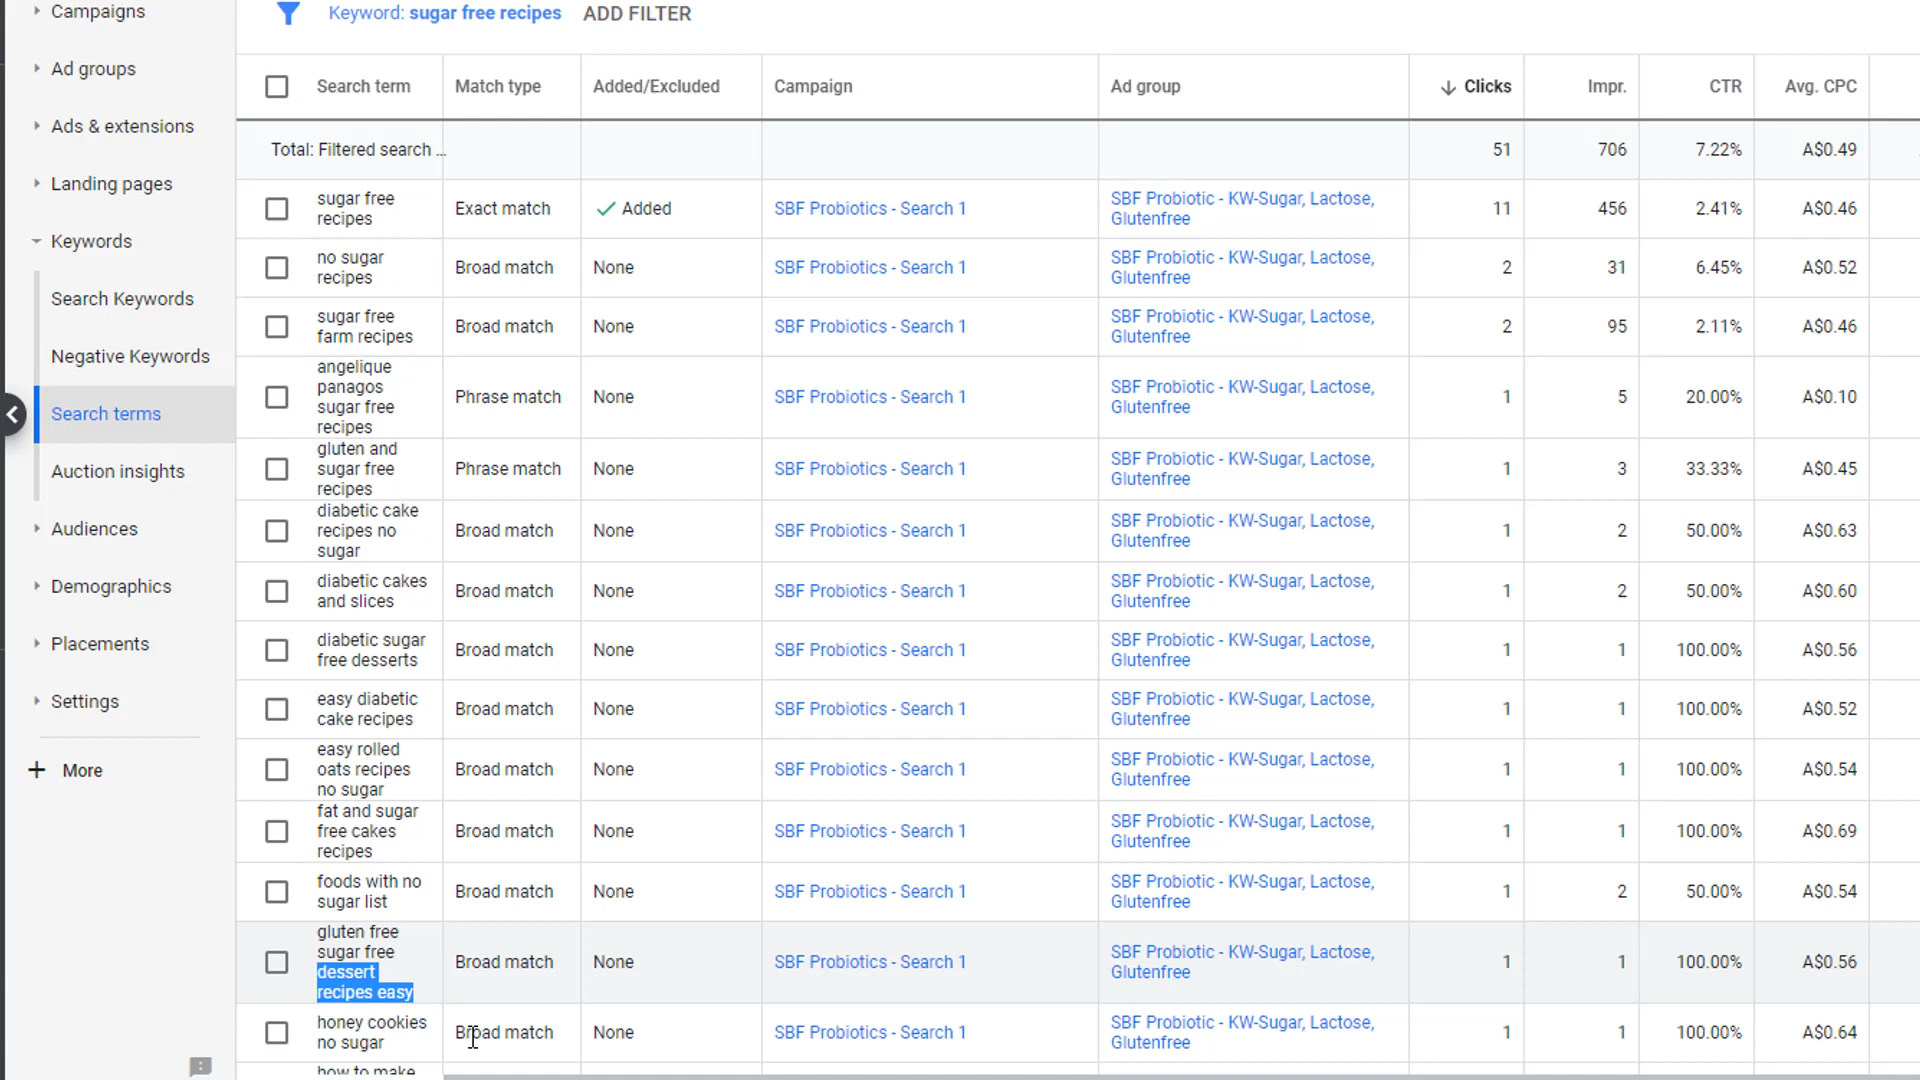 Campaigns
Keyword: sugar free recipes ADD FILTER
Ad groups
Ads & extensions
Landing pages
Keywords
Search Keywords
Negative Keywords
Search terms
Auction insights
Audiences
Demographics
Placements
Settings
More
Search term Match type Added/Excluded Campaign Ad group Clicks Impr. CTR Avg. CPC
Total: Filtered search ... 51 706 7.22% A$0.49
sugar free
recipes
Exact match Added SBF Probiotics - Search 1
SBF Probiotic - KW-Sugar, Lactose,
Glutenfree
11 456 2.41% A$0.46
no sugar
recipes
Broad match None SBF Probiotics - Search 1
SBF Probiotic - KW-Sugar, Lactose,
Glutenfree
2 31 6.45% A$0.52
sugar free
farm recipes
Broad match None SBF Probiotics - Search 1
SBF Probiotic - KW-Sugar, Lactose,
Glutenfree
2 95 2.11% A$0.46
angelique
panagos
sugar free
recipes
Phrase match None SBF Probiotics - Search 1
SBF Probiotic - KW-Sugar, Lactose,
Glutenfree
1 5 20.00% A$0.10
gluten and
sugar free
recipes
Phrase match None SBF Probiotics - Search 1
SBF Probiotic - KW-Sugar, Lactose,
Glutenfree
1 3 33.33% A$0.45
diabetic cake
recipes no
sugar
Broad match None SBF Probiotics - Search 1
SBF Probiotic - KW-Sugar, Lactose,
Glutenfree
1 2 50.00% A$0.63
diabetic cakes
and slices
Broad match None SBF Probiotics - Search 1
SBF Probiotic - KW-Sugar, Lactose,
Glutenfree
1 2 50.00% A$0.60
diabetic sugar
free desserts
Broad match None SBF Probiotics - Search 1
SBF Probiotic - KW-Sugar, Lactose,
Glutenfree
1 1 100.00% A$0.56
easy diabetic
cake recipes
Broad match None SBF Probiotics - Search 1
SBF Probiotic - KW-Sugar, Lactose,
Glutenfree
1 1 100.00% A$0.52
easy rolled
oats recipes
no sugar
Broad match None SBF Probiotics - Search 1
SBF Probiotic - KW-Sugar, Lactose,
Glutenfree
1 1 100.00% A$0.54
fat and sugar
free cakes
recipes
Broad match None SBF Probiotics - Search 1
SBF Probiotic - KW-Sugar, Lactose,
Glutenfree
1 1 100.00% A$0.69
foods with no
sugar list
Broad match None SBF Probiotics - Search 1
SBF Probiotic - KW-Sugar, Lactose,
Glutenfree
1 2 50.00% A$0.54
gluten free
sugar free
dessert
recipes easy
Broad match None SBF Probiotics - Search 1
SBF Probiotic - KW-Sugar, Lactose,
Glutenfree
1 1 100.00% A$0.56
honey cookies
no sugar
Broad match None SBF Probiotics - Search 1
SBF Probiotic - KW-Sugar, Lactose,
Glutenfree
1 1 100.00% A$0.64
how to make